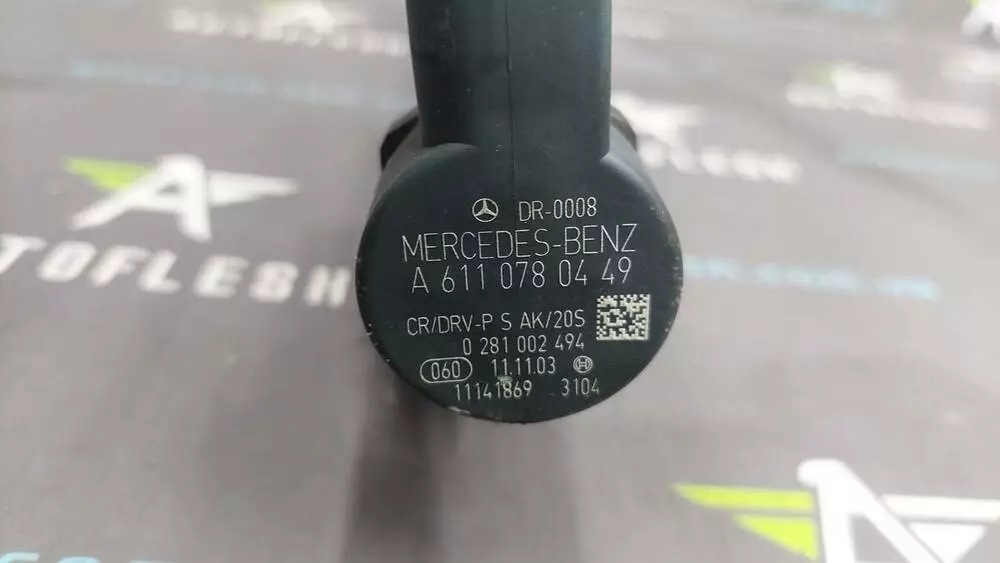 DR-0008
MERCEDES-BENZ
A 611 078 04 49
CR/DRV-P S AK/20S
0 281 002 494
060 11.11.03
11141869 3104
TOFLESH